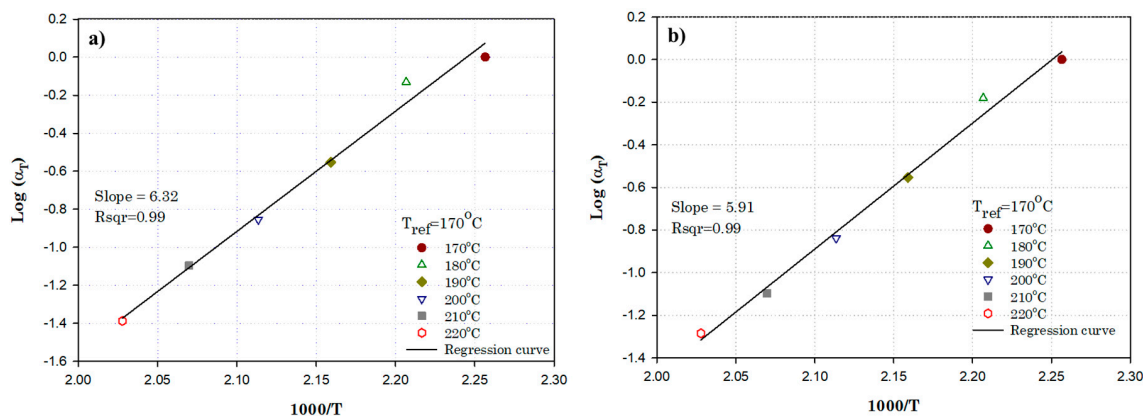 a)
0.2
0.0
-0.2
-0.4
-0.6
-0.8
-1.0
-1.2
-1.4
-1.6
Log (αT)
Slope = 6.32
Rsqr=0.99
Tref=170°C
170°C
180°C
190°C
200°C
210°C
220°C
Regression curve
2.00 2.05 2.10 2.15 2.20 2.25 2.30
1000/T
b)
0.2
0.0
-0.2
-0.4
-0.6
-0.8
-1.0
-1.2
-1.4
Log (αT)
Slope = 5.91
Rsqr=0.99
Tref=170°C
170°C
180°C
190°C
200°C
210°C
220°C
Regression curve
2.00 2.05 2.10 2.15 2.20 2.25 2.30
1000/T